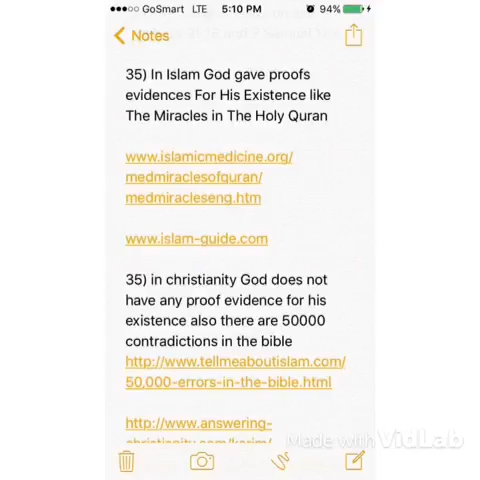 GoSmart LTE 5:10 PM 94%
Notes
35) In Islam God gave proofs
evidences For His Existence like
The Miracles in The Holy Quran
www.islamicmedicine.org/
medmiraclesofquran/
medmiracleseng.htm
www.islam-guide.com
35) in christianity God does not
have any proof evidence for his
existence also there are 50000
contradictions in the bible
http://www.tellmeaboutislam.com/
50,000-errors-in-the-bible.html
http://www.answering-
christianity.com/karim/
Made with VidLab